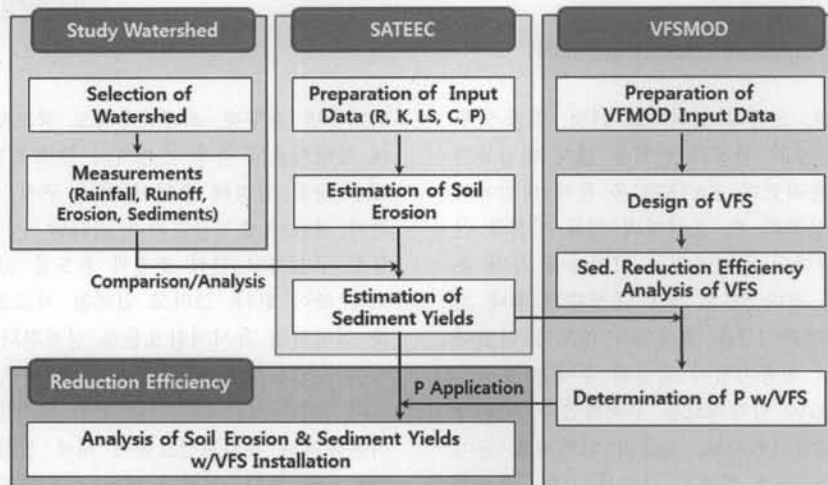 Study Watershed
Selection of
Watershed
Measurements
(Rainfall, Runoff,
Erosion, Sediments)
Comparison/Analysis
SATEEC
Preparation of Input
Data (R, K, LS, C, P)
Estimation of Soil
Erosion
Estimation of
Sediment Yields
VFSMOD
Preparation of
VFMOD Input Data
Design of VFS
Sed. Reduction Efficiency
Analysis of VFS
Determination of P w/VFS
P Application
Reduction Efficiency
Analysis of Soil Erosion & Sediment Yields
w/VFS Installation